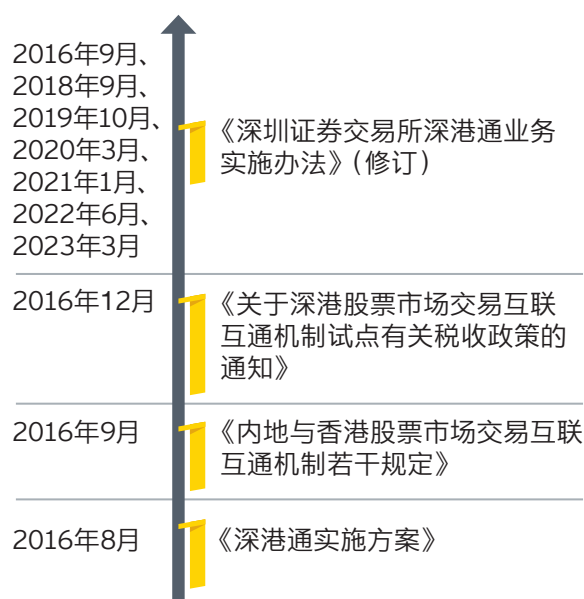 2016年9月、
2018年9月、
2019年10月、
2020年3月、
2021年1月、
2022年6月、
2023年3月
《深圳证券交易所深港通业务
实施办法》（修订）
2016年12月
《关于深港股票市场交易互联
互通机制试点有关税收政策的
通知》
2016年9月
《内地与香港股票市场交易互联
互通机制若干规定》
2016年8月
《深港通实施方案》